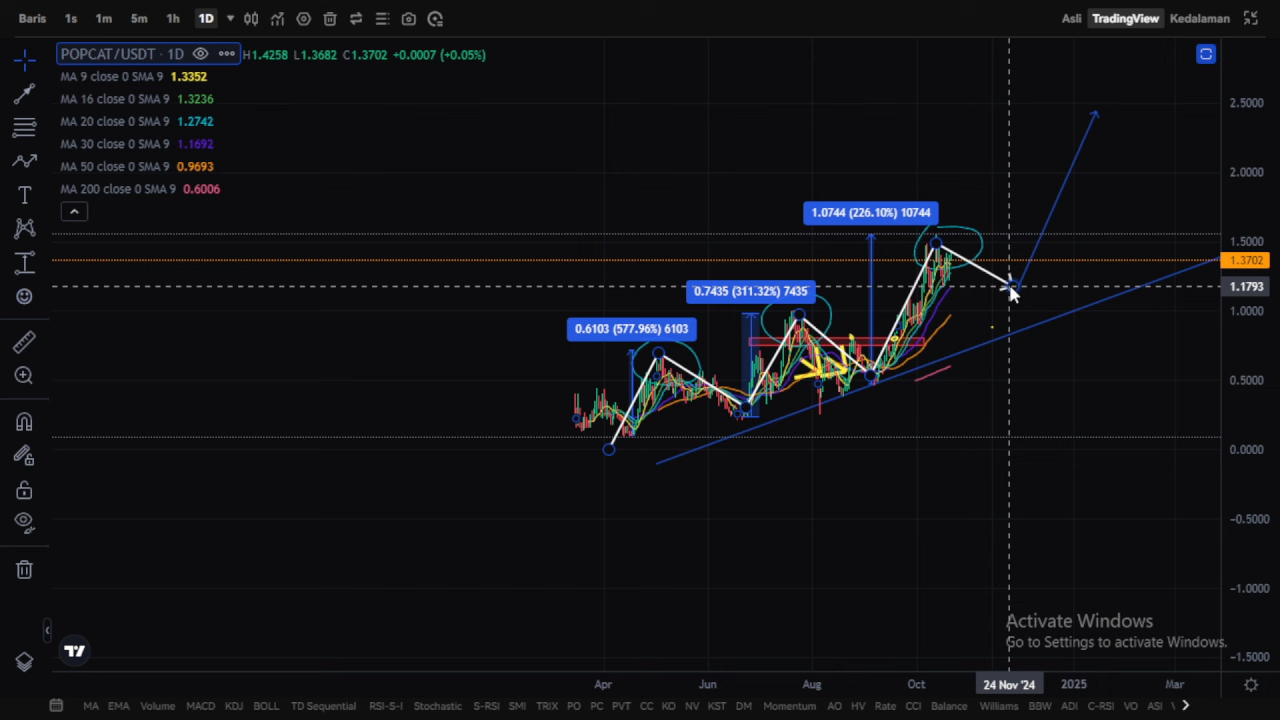 Baris 1s 1m 5m 1h 1D Asli TradingView Kedalaman
POPCAT/USDT · 1D H1.4258 L1.3682 C1.3702 +0.0007 (+0.05%)
MA 9 close 0 SMA 9 1.3352
MA 16 close 0 SMA 9 1.3236
MA 20 close 0 SMA 9 1.2742
MA 30 close 0 SMA 9 1.1692
MA 50 close 0 SMA 9 0.9693
MA 200 close 0 SMA 9 0.6006
2.5000
2.0000
1.0744 (226.10%) 10744
1.5000
1.3702
1.1793
0.7435 (311.32%) 7435
1.0000
0.6103 (577.96%) 6103
0.5000
0.0000
−0.5000
−1.0000
Activate Windows
Go to Settings to activate Windows.
−1.5000
Apr Jun Aug Oct 24 Nov '24 2025 Mar
MA EMA Volume MACD KDJ BOLL TD Sequential RSI-S-I Stochastic S-RSI SMI TRIX PO PC PVT CC KO NV KST DM Momentum AO HV Rate CCI Balance Williams BBW ADI C-RSI VO ASI